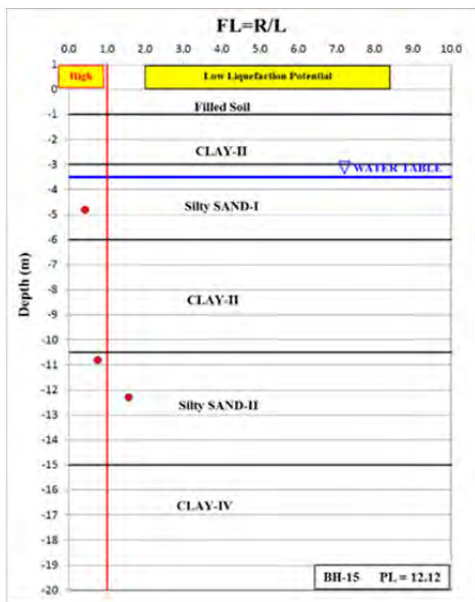 FL=R/L
0.0 1.0 2.0 3.0 4.0 5.0 6.0 7.0 8.0 9.0 10.0
High Low Liquefaction Potential
Depth (m)
1
0
-1
-2
-3
-4
-5
-6
-7
-8
-9
-10
-11
-12
-13
-14
-15
-16
-17
-18
-19
-20
Filled Soil
CLAY-II
WATER TABLE
Silty SAND-I
CLAY-II
Silty SAND-II
CLAY-IV
BH-15 PL = 12.12